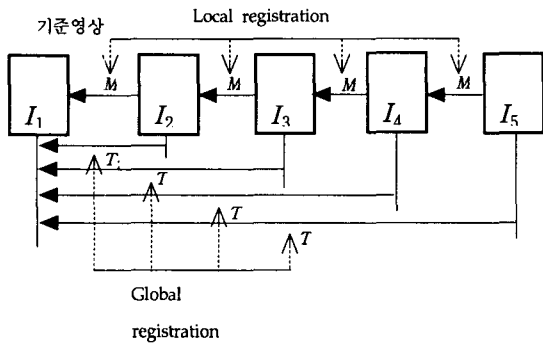 Local registration
기준영상
M M M M
I₁ I₂ I₃ I₄ I₅
T
T
T
T
Global
registration